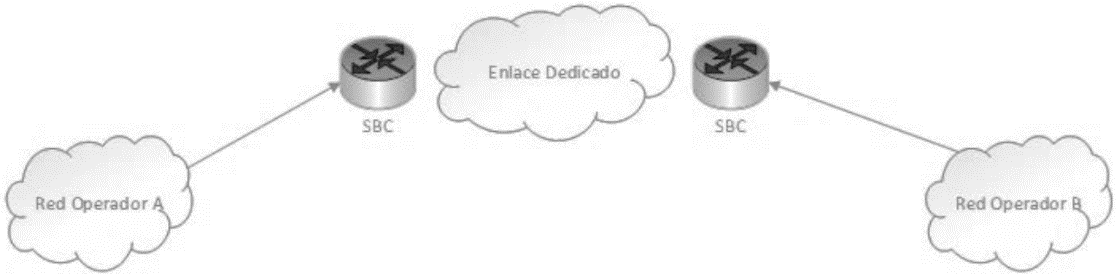 Enlace Dedicado
SBC
SBC
Red Operador A
Red Operador B